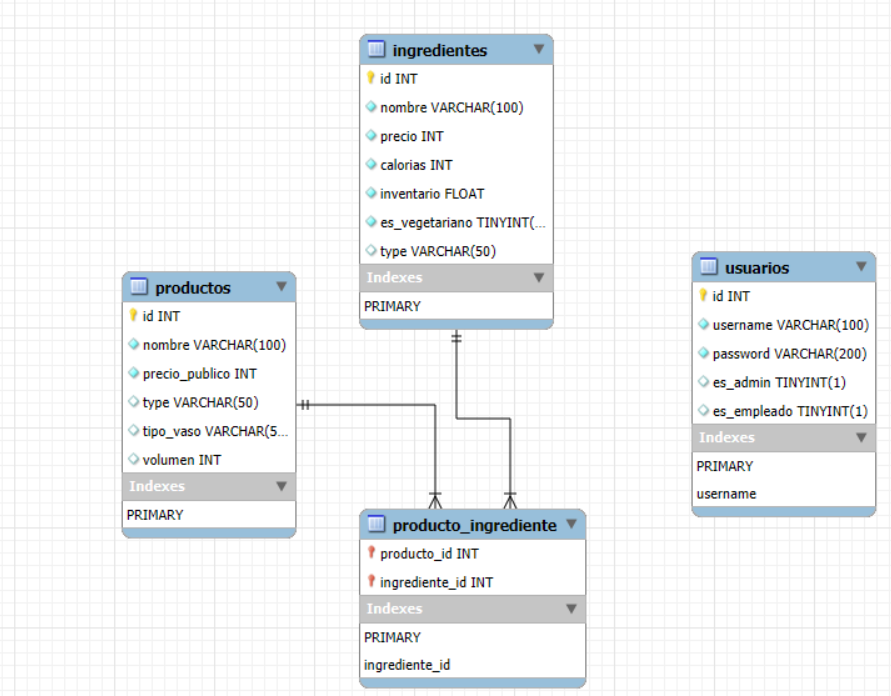 ingredientes
id INT
nombre VARCHAR(100)
precio INT
calorias INT
inventario FLOAT
es_vegetariano TINYINT(...
type VARCHAR(50)
Indexes
PRIMARY
productos
id INT
nombre VARCHAR(100)
precio_publico INT
type VARCHAR(50)
tipo_vaso VARCHAR(5...
volumen INT
Indexes
PRIMARY
usuarios
id INT
username VARCHAR(100)
password VARCHAR(200)
es_admin TINYINT(1)
es_empleado TINYINT(1)
Indexes
PRIMARY
username
producto_ingrediente
producto_id INT
ingrediente_id INT
Indexes
PRIMARY
ingrediente_id